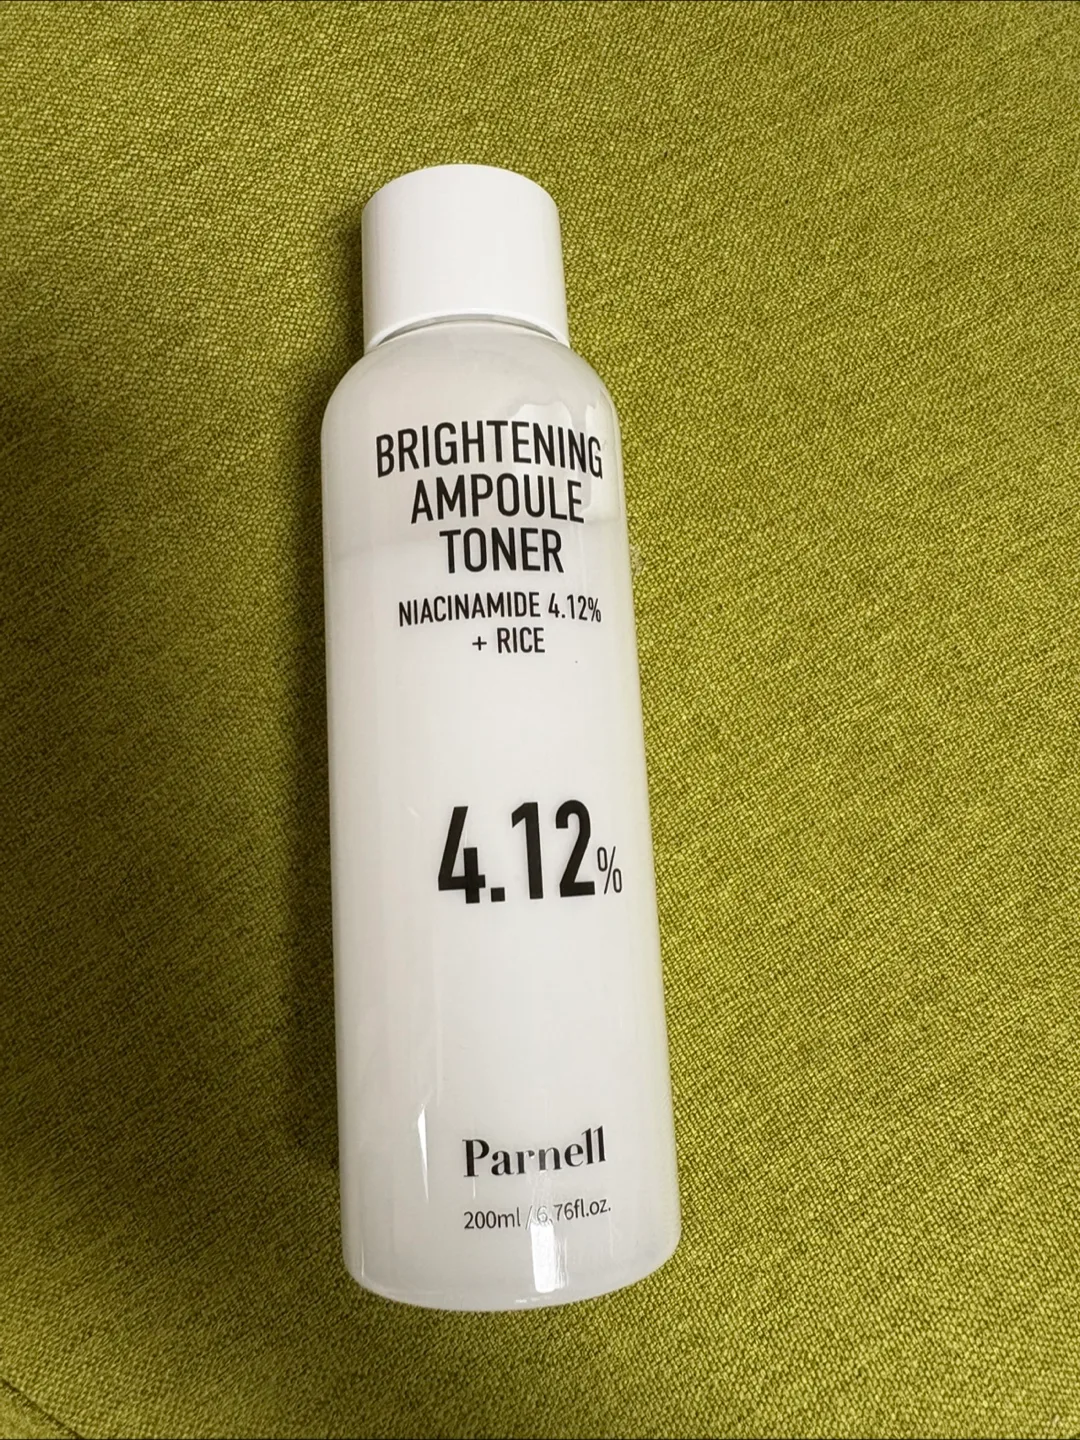 BRIGHTENING
AMPOULE
TONER
NIACINAMIDE 4.12%
+ RICE
4.12%
Parnell
200ml / 6.76fl.oz.